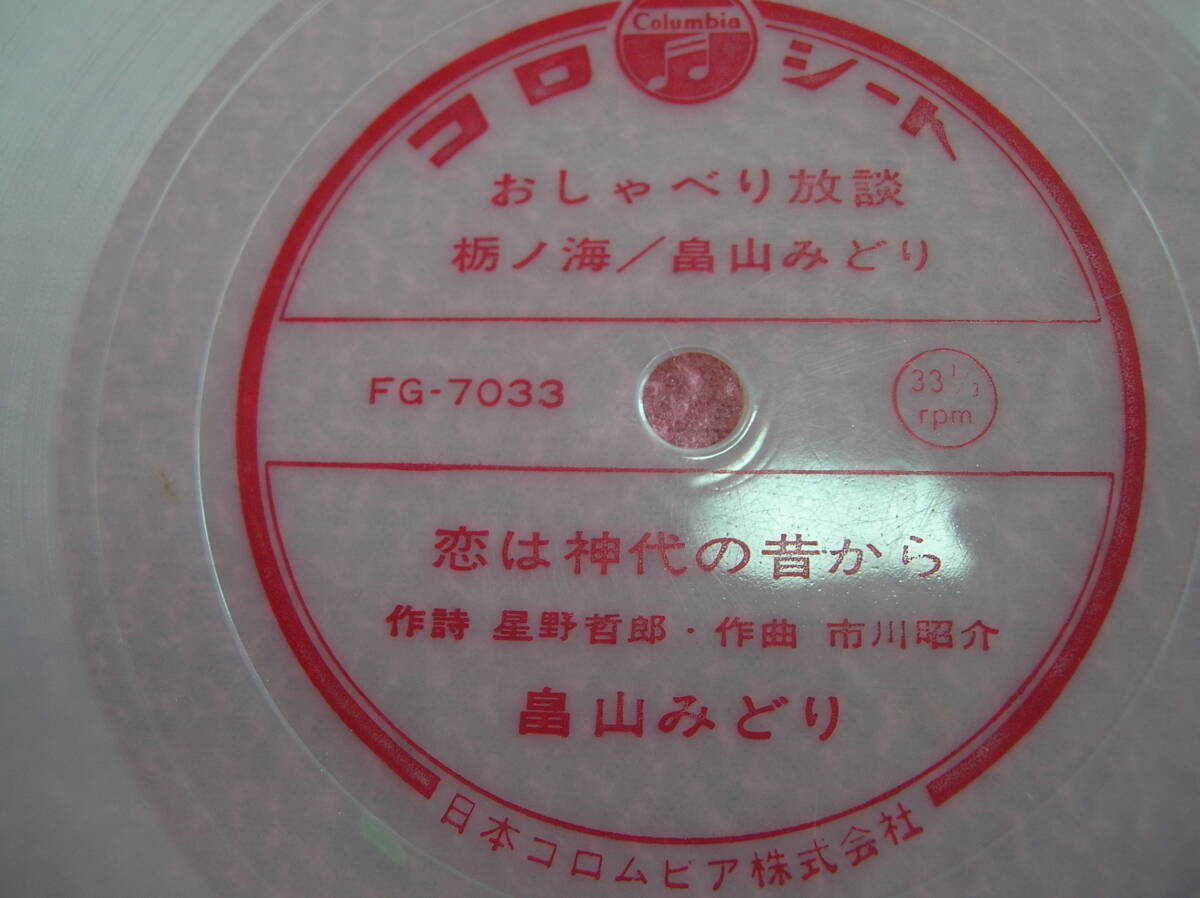 Columbia
コロシート
おしゃべり放談
栃ノ海／畠山みどり
FG-7033
33 1/3
rpm
恋は神代の昔から
作詩 星野哲郎・作曲 市川昭介
畠山みどり
日本コロムビア株式会社